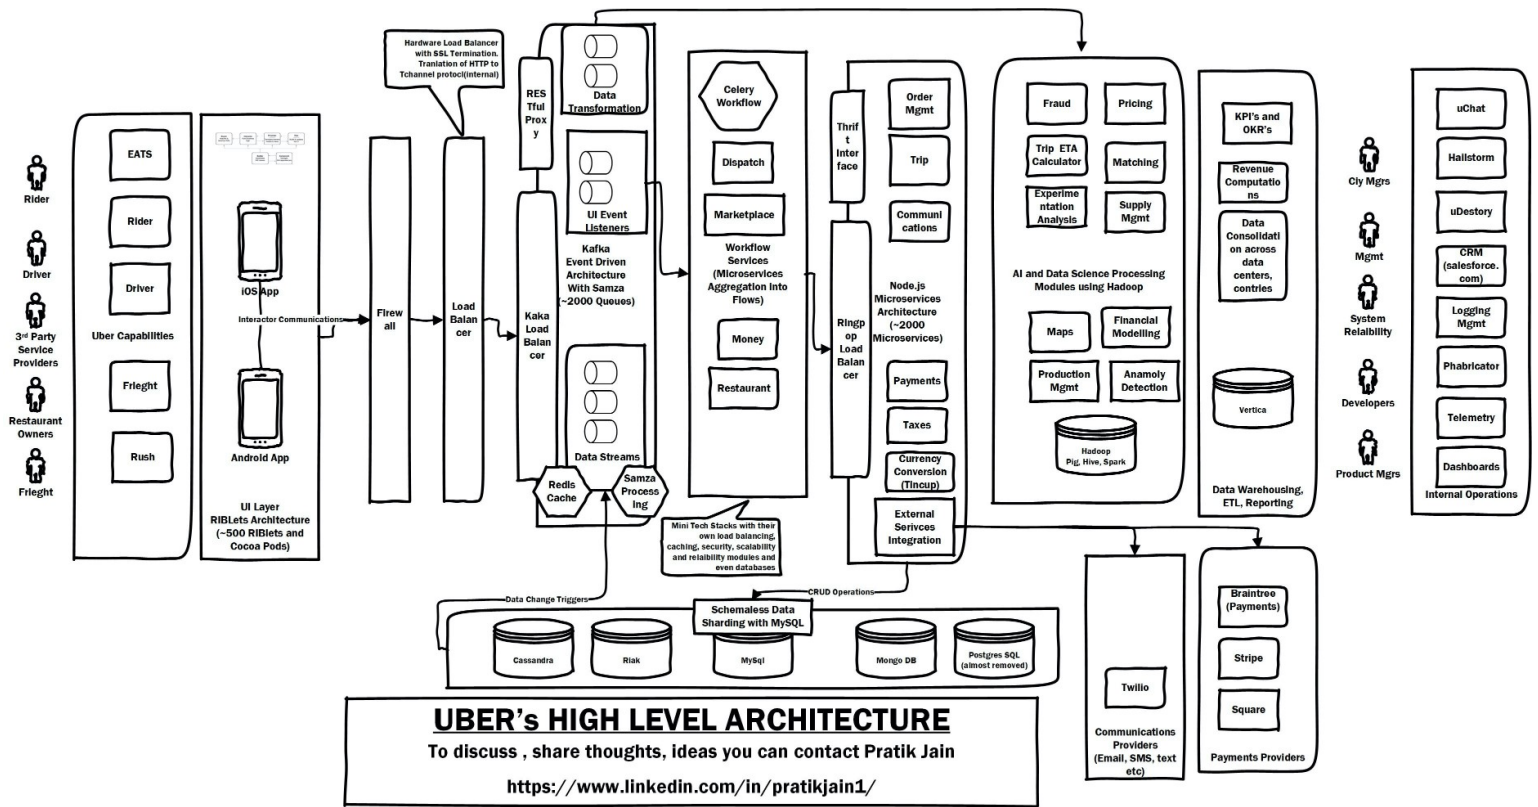 Rider
Driver
3rd Party
Service
Providers
Restaurant
Owners
Frieght
EATS
Rider
Driver
Uber Capabilities
Frieght
Rush
iOS App
Interactor Communications
Android App
UI Layer
RIBLets Architecture
(~500 RIBlets and
Cocoa Pods)
Firew
all
Hardware Load Balancer
with SSL Termination.
Tranlation of HTTP to
Tchannel protocl(internal)
Load
Balan
cer
RES
Tful
Prox
y
Kaka
Load
Balan
cer
Data
Transformation
UI Event
Listeners
Kafka
Event Driven
Architecture
With Samza
(~2000 Queues)
Data Streams
Redis
Cache
Samza
Process
ing
Celery
Workflow
Dispatch
Marketplace
Workflow
Services
(Microservices
Aggregation Into
Flows)
Money
Restaurant
Mini Tech Stacks with their
own load balancing,
caching, security, scalability
and relaibility modules and
even databases
Thrif
t Inter
face
Ringp
op Load
Balan
cer
Order
Mgmt
Trip
Communi
cations
Node.js
Microservices
Architecture
(~2000
Microservices)
Payments
Taxes
Currency
Conversion
(Tincup)
External
Serivces
Integration
Fraud
Pricing
Trip ETA
Calculator
Matching
Experime
ntation
Analysis
Supply
Mgmt
AI and Data Science Processing
Modules using Hadoop
Maps
Financial
Modelling
Production
Mgmt
Anamoly
Detection
Hadoop
Pig, Hive, Spark
KPI's and
OKR's
Revenue
Computatio
ns
Data
Consolidati
on across
data
centers,
contries
Vertica
Data Warehousing,
ETL, Reporting
Ciy Mgrs
Mgmt
System
Relaibility
Developers
Product Mgrs
uChat
Hailstorm
uDestory
CRM
(salesforce.
com)
Logging
Mgmt
Phabricator
Telemetry
Dashboards
Internal Operations
Data Change Triggers
CRUD Operations
Schemaless Data
Sharding with MySQL
Cassandra
Riak
MySql
Mongo DB
Postgres SQL
(almost removed)
Twilio
Communications
Providers
(Email, SMS, text
etc)
Braintree
(Payments)
Stripe
Square
Payments Providers
UBER's HIGH LEVEL ARCHITECTURE
To discuss , share thoughts, ideas you can contact Pratik Jain
https://www.linkedin.com/in/pratikjain1/